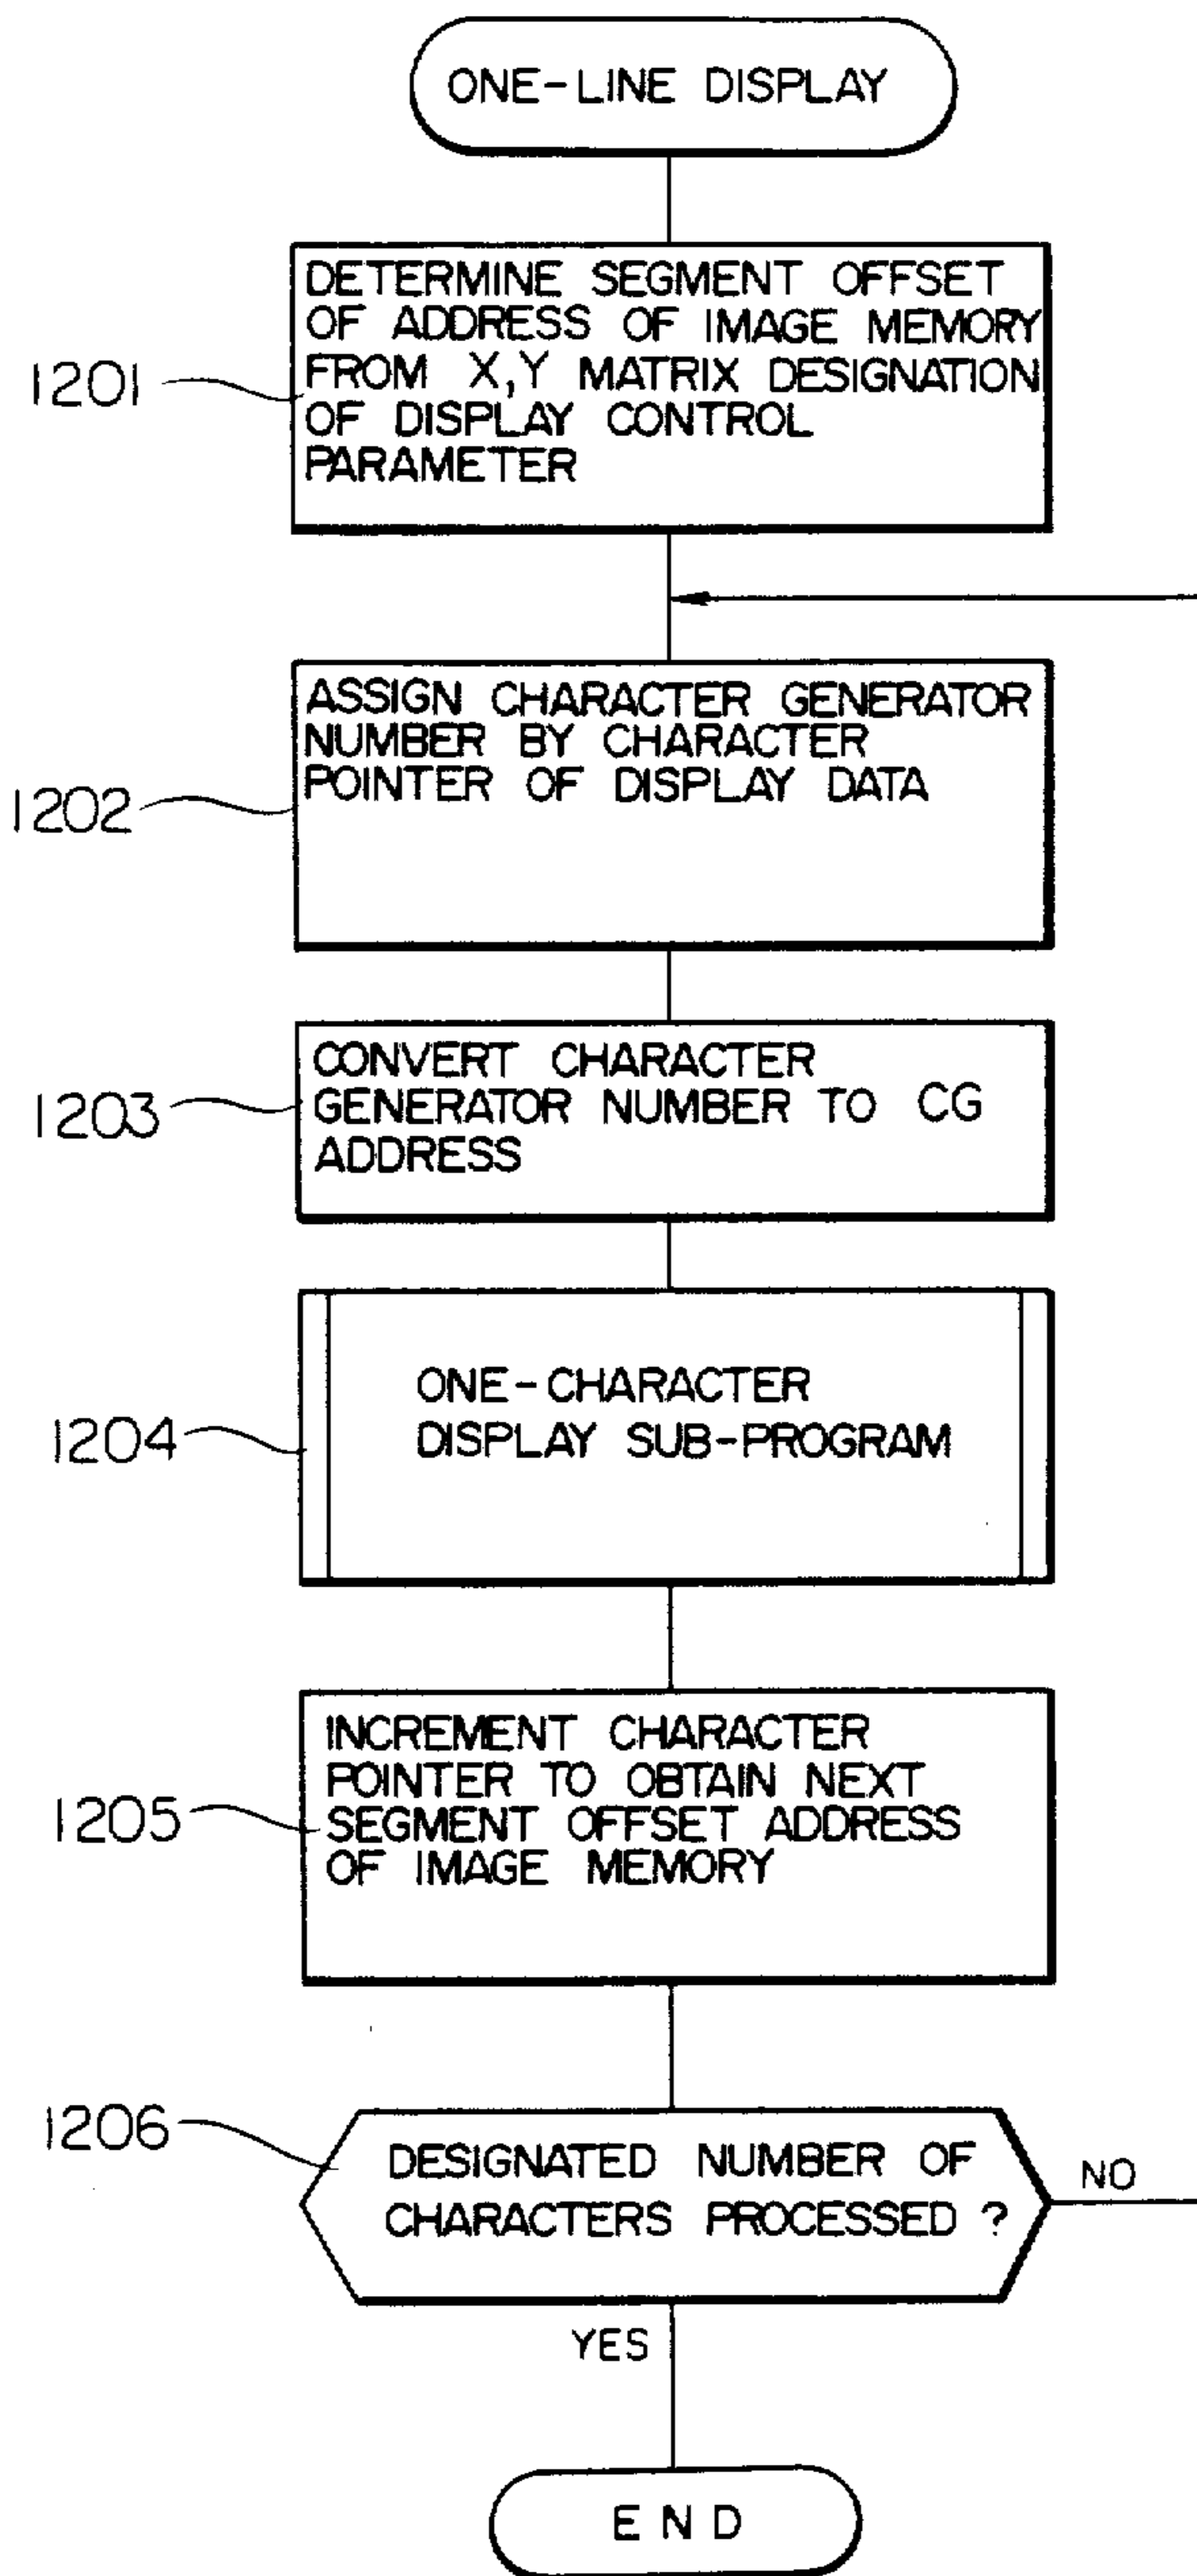 ONE-LINE DISPLAY
1201
DETERMINE SEGMENT OFFSET
OF ADDRESS OF IMAGE MEMORY
FROM X,Y MATRIX DESIGNATION
OF DISPLAY CONTROL
PARAMETER
1202
ASSIGN CHARACTER GENERATOR
NUMBER BY CHARACTER
POINTER OF DISPLAY DATA
1203
CONVERT CHARACTER
GENERATOR NUMBER TO CG
ADDRESS
1204
ONE-CHARACTER
DISPLAY SUB-PROGRAM
1205
INCREMENT CHARACTER
POINTER TO OBTAIN NEXT
SEGMENT OFFSET ADDRESS
OF IMAGE MEMORY
1206
DESIGNATED NUMBER OF
CHARACTERS PROCESSED ?
NO
YES
END